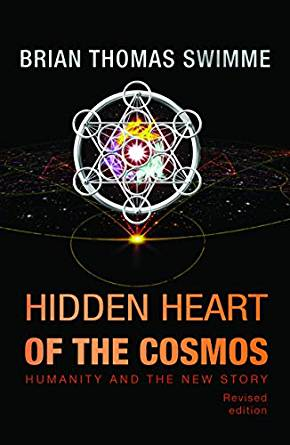 BRIAN THOMAS SWIMME
HIDDEN HEART
OF THE COSMOS
HUMANITY AND THE NEW STORY
Revised
edition